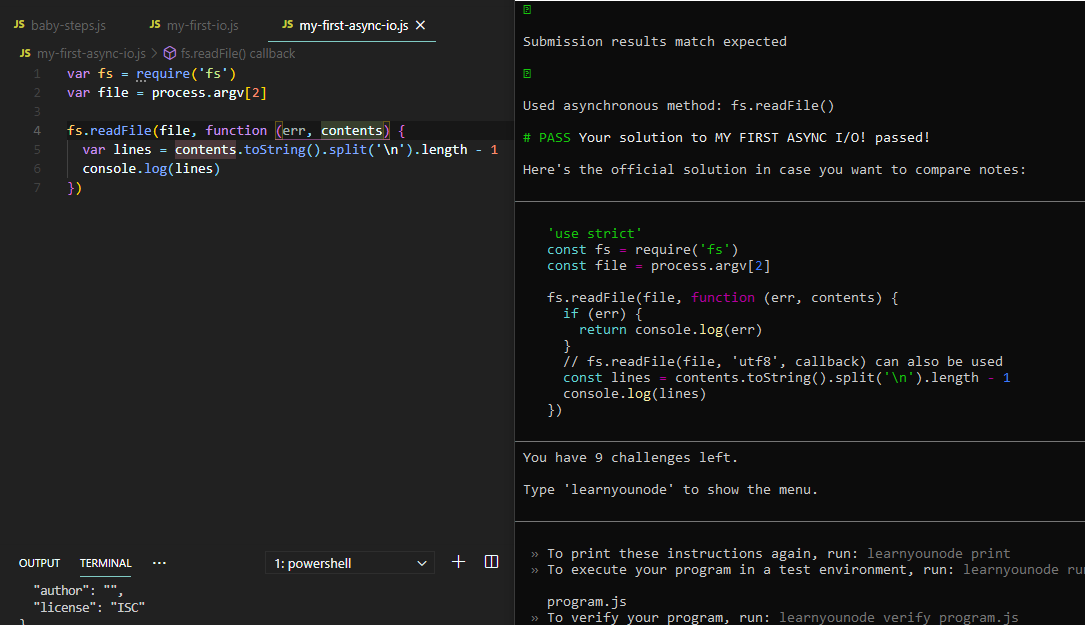 JS baby-steps.js JS my-first-io.js JS my-first-async-io.js
JS my-first-async-io.js > fs.readFile() callback
1 var fs = require('fs')
2 var file = process.argv[2]
3
4 fs.readFile(file, function (err, contents) {
5 var lines = contents.toString().split('\n').length - 1
6 console.log(lines)
7 })
OUTPUT TERMINAL ··· 1: powershell
"author": "",
"license": "ISC"
}
?
Submission results match expected
?
Used asynchronous method: fs.readFile()
# PASS Your solution to MY FIRST ASYNC I/O! passed!
Here's the official solution in case you want to compare notes:
'use strict'
const fs = require('fs')
const file = process.argv[2]
fs.readFile(file, function (err, contents) {
if (err) {
return console.log(err)
}
// fs.readFile(file, 'utf8', callback) can also be used
const lines = contents.toString().split('\n').length - 1
console.log(lines)
})
You have 9 challenges left.
Type 'learnyounode' to show the menu.
» To print these instructions again, run: learnyounode print
» To execute your program in a test environment, run: learnyounode ru
program.js
» To verify your program, run: learnyounode verify program.js